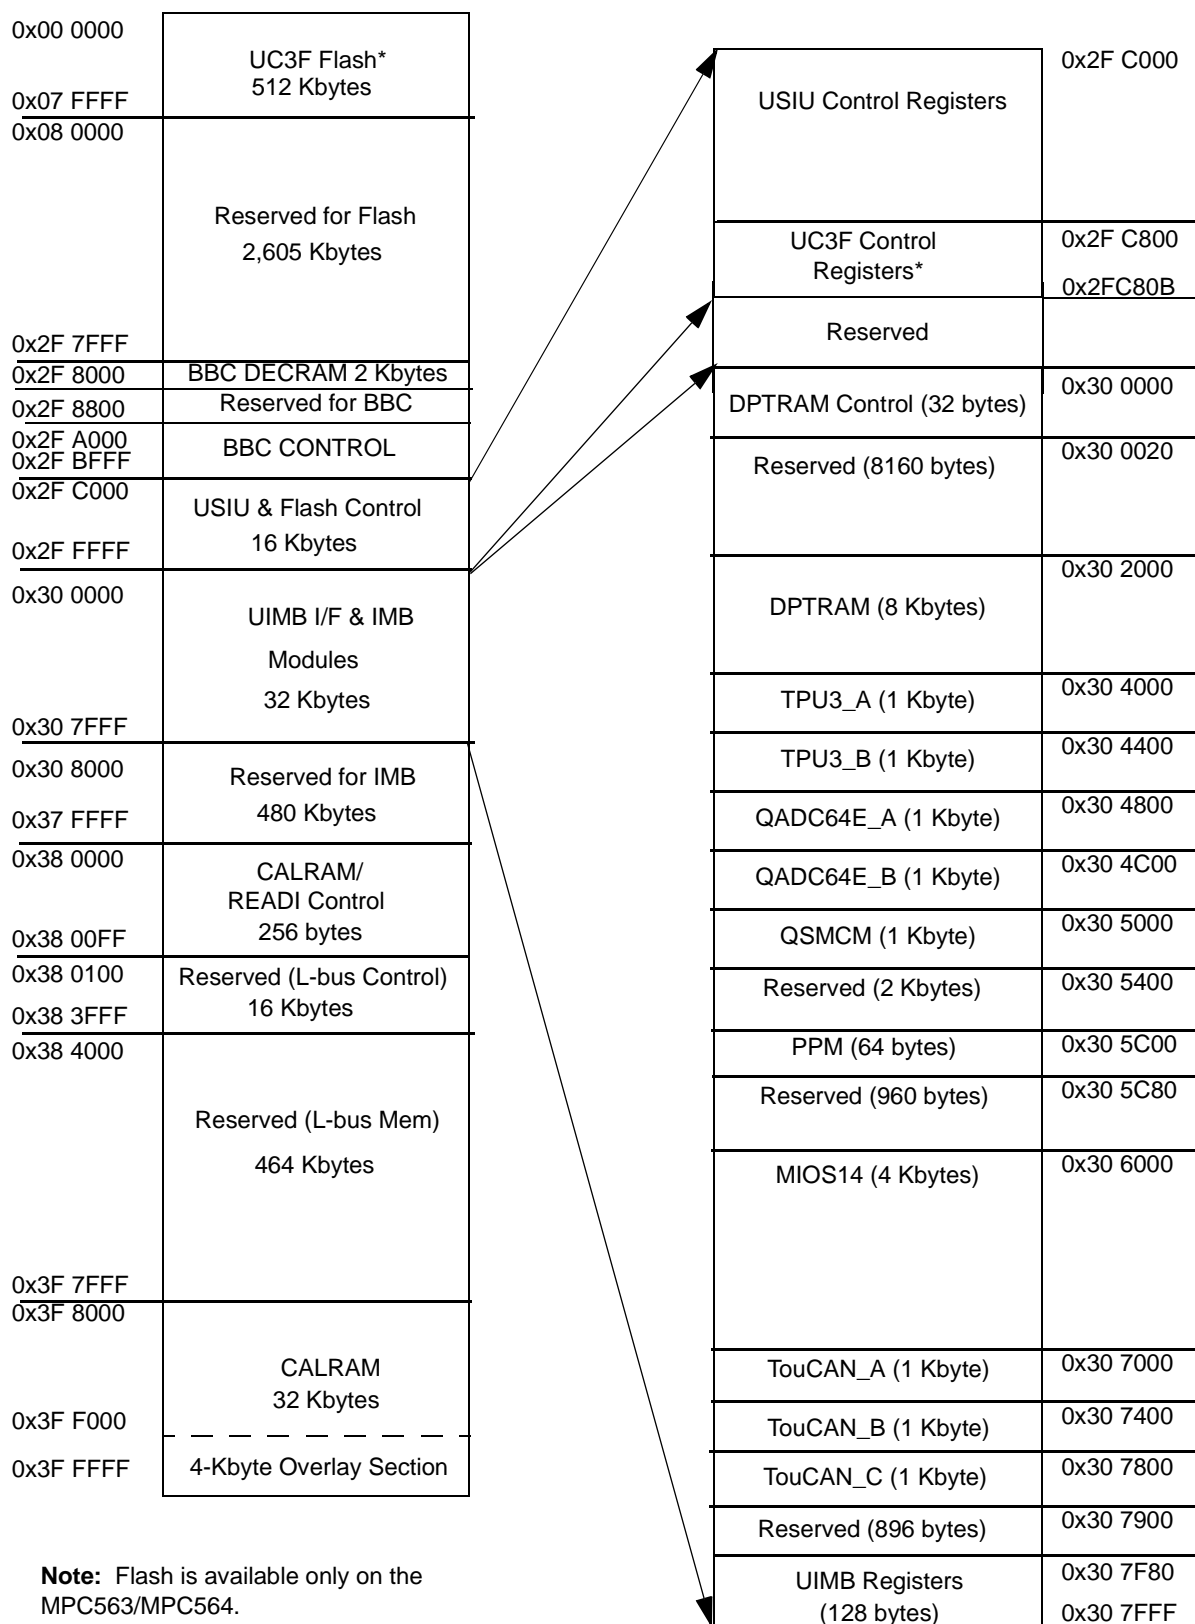 0x00 0000
UC3F Flash*
512 Kbytes
0x07 FFFF
0x08 0000
Reserved for Flash
2,605 Kbytes
0x2F 7FFF
0x2F 8000
BBC DECRAM 2 Kbytes
0x2F 8800
Reserved for BBC
0x2F A000
BBC CONTROL
0x2F BFFF
0x2F C000
USIU & Flash Control
16 Kbytes
0x2F FFFF
0x30 0000
UIMB I/F & IMB
Modules
32 Kbytes
0x30 7FFF
0x30 8000
Reserved for IMB
480 Kbytes
0x37 FFFF
0x38 0000
CALRAM/
READI Control
256 bytes
0x38 00FF
0x38 0100
Reserved (L-bus Control)
16 Kbytes
0x38 3FFF
0x38 4000
Reserved (L-bus Mem)
464 Kbytes
0x3F 7FFF
0x3F 8000
CALRAM
32 Kbytes
0x3F F000
0x3F FFFF
4-Kbyte Overlay Section
Note: Flash is available only on the
MPC563/MPC564.
0x2F C000
USIU Control Registers
UC3F Control
Registers*
0x2F C800
0x2FC80B
Reserved
DPTRAM Control (32 bytes)
0x30 0000
Reserved (8160 bytes)
0x30 0020
0x30 2000
DPTRAM (8 Kbytes)
TPU3_A (1 Kbyte)
0x30 4000
TPU3_B (1 Kbyte)
0x30 4400
QADC64E_A (1 Kbyte)
0x30 4800
QADC64E_B (1 Kbyte)
0x30 4C00
QSMCM (1 Kbyte)
0x30 5000
Reserved (2 Kbytes)
0x30 5400
PPM (64 bytes)
0x30 5C00
Reserved (960 bytes)
0x30 5C80
MIOS14 (4 Kbytes)
0x30 6000
TouCAN_A (1 Kbyte)
0x30 7000
TouCAN_B (1 Kbyte)
0x30 7400
TouCAN_C (1 Kbyte)
0x30 7800
Reserved (896 bytes)
0x30 7900
UIMB Registers
(128 bytes)
0x30 7F80
0x30 7FFF